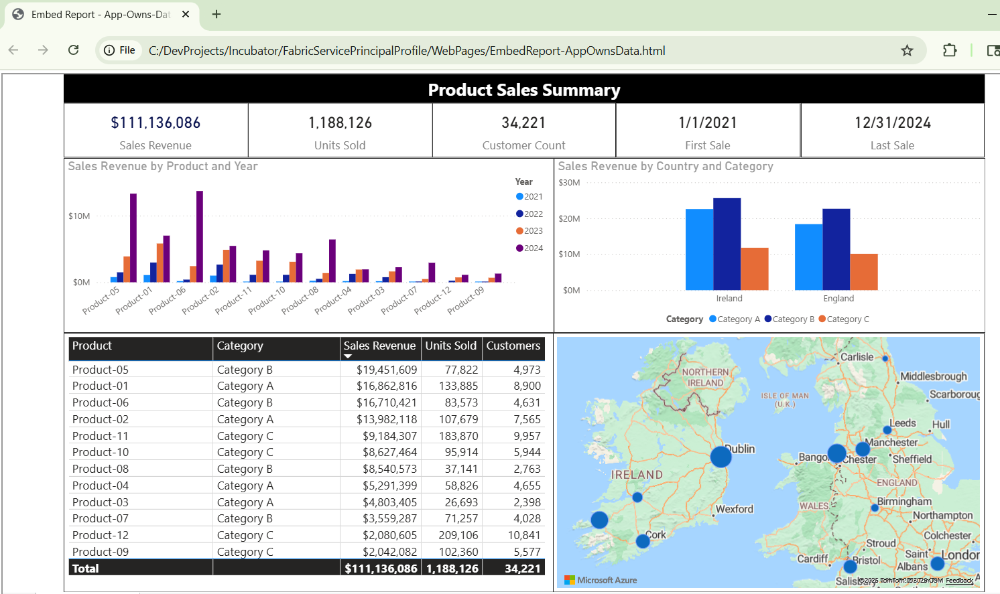 Embed Report - App-Owns-Dat
File
C:/DevProjects/Incubator/FabricServicePrincipalProfile/WebPages/EmbedReport-AppOwnsData.html
Product Sales Summary
$111,136,086 1,188,126 34,221 1/1/2021 12/31/2024
Sales Revenue Units Sold Customer Count First Sale Last Sale
Sales Revenue by Product and Year
Year
2021
2022
2023
2024
$10M
$0M
Product-05 Product-01 Product-06 Product-02 Product-11 Product-10 Product-08 Product-04 Product-03 Product-07 Product-12 Product-09
Sales Revenue by Country and Category
$30M
$20M
$10M
$0M
Ireland England
Category Category A Category B Category C
Product Category Sales Revenue Units Sold Customers
Product-05 Category B $19,451,609 77,822 4,973
Product-01 Category A $16,862,816 133,885 8,900
Product-06 Category B $16,710,421 83,573 4,631
Product-02 Category A $13,982,118 107,679 7,565
Product-11 Category C $9,184,307 183,870 9,957
Product-10 Category C $8,627,464 95,914 5,944
Product-08 Category B $8,540,573 37,141 2,763
Product-04 Category A $5,291,399 58,826 4,655
Product-03 Category A $4,803,405 26,693 2,398
Product-07 Category B $3,559,287 71,257 4,028
Product-12 Category C $2,080,605 209,106 10,841
Product-09 Category C $2,042,082 102,360 5,577
Total $111,136,086 1,188,126 34,221
Carlisle
NORTHERN
IRELAND
Middlesbrough
ISLE OF MAN
(U.K.)
Scarboroug
Leeds
Hull
Manchester
Dublin
Bango
Chester
Sheffield
IRELAND
ENGLAND
Birmingham
WALES
Wexford
Northampton
Cork
Colchester
Stroud
Cardiff
Bristol
Saint
Albans
London
Salisb
Microsoft Azure
©2025 TomTom ©2025 OSM Feedback